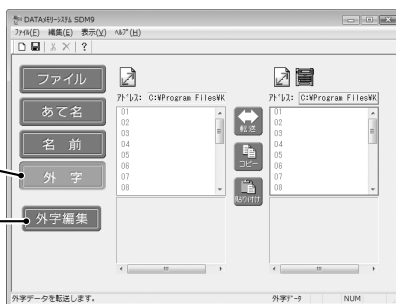 DATAﾒﾓﾘｰｼｽﾃﾑ SDM9
ﾌｧｲﾙ(F) 編集(E) 表示(V) ﾍﾙﾌﾟ(H)
ファイル
あて名
名 前
外 字
外字編集
ｱﾄﾞﾚｽ: C:¥Program Files¥K
01
02
03
04
05
06
07
08
転送
コピー
貼り付け
ｱﾄﾞﾚｽ: C:¥Program Files¥K
01
02
03
04
05
06
07
08
外字データを転送します。
外字ﾃﾞｰﾀ
NUM